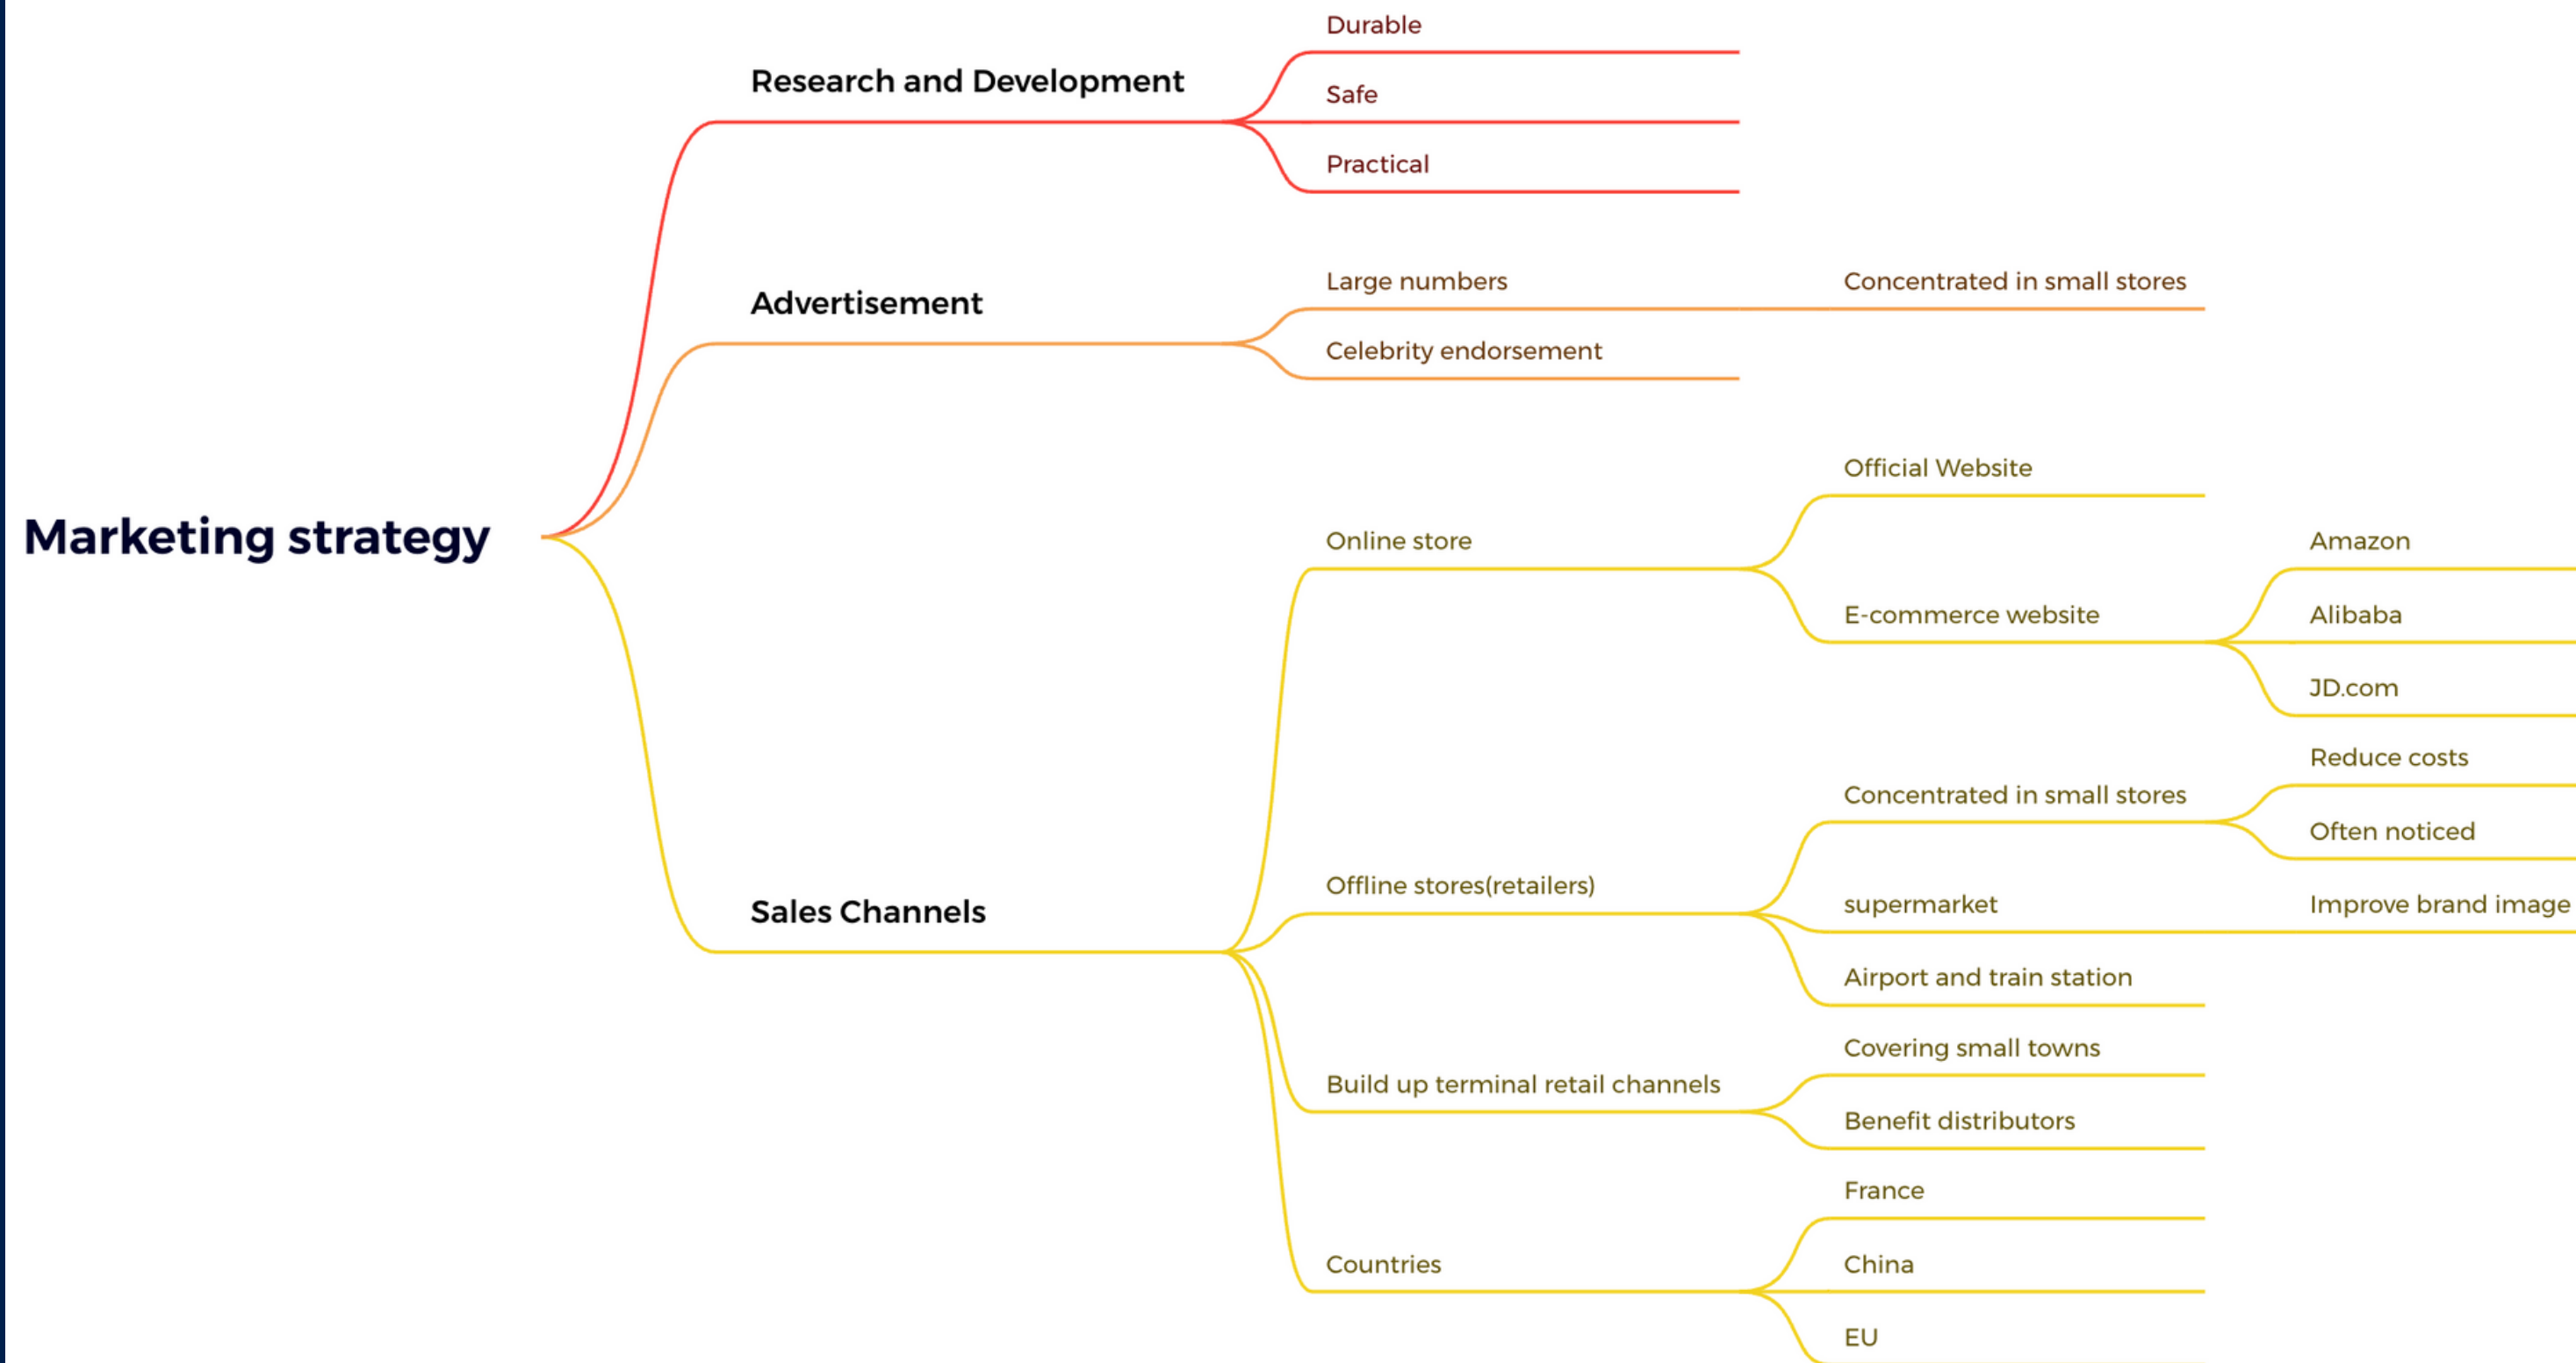 Marketing strategy
Research and Development
Durable
Safe
Practical
Advertisement
Large numbers
Concentrated in small stores
Celebrity endorsement
Sales Channels
Online store
Official Website
E-commerce website
Amazon
Alibaba
JD.com
Offline stores(retailers)
Concentrated in small stores
Reduce costs
Often noticed
supermarket
Improve brand image
Airport and train station
Build up terminal retail channels
Covering small towns
Benefit distributors
Countries
France
China
EU